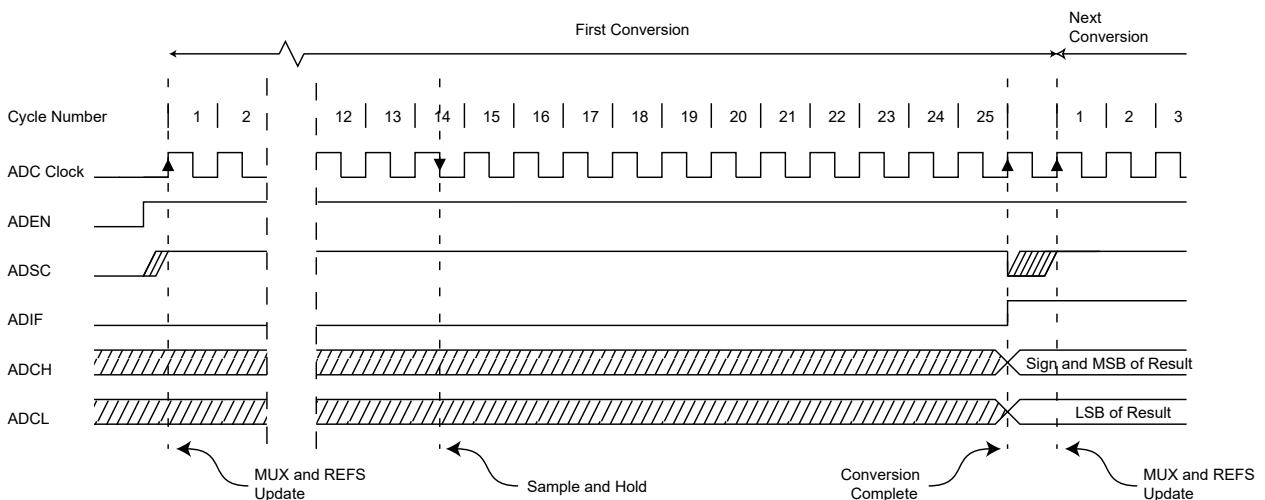 First Conversion
Next
Conversion
Cycle Number 1 2 12 13 14 15 16 17 18 19 20 21 22 23 24 25 1 2 3
ADC Clock
ADEN
ADSC
ADIF
ADCH Sign and MSB of Result
ADCL LSB of Result
MUX and REFS
Update
Sample and Hold
Conversion
Complete
MUX and REFS
Update